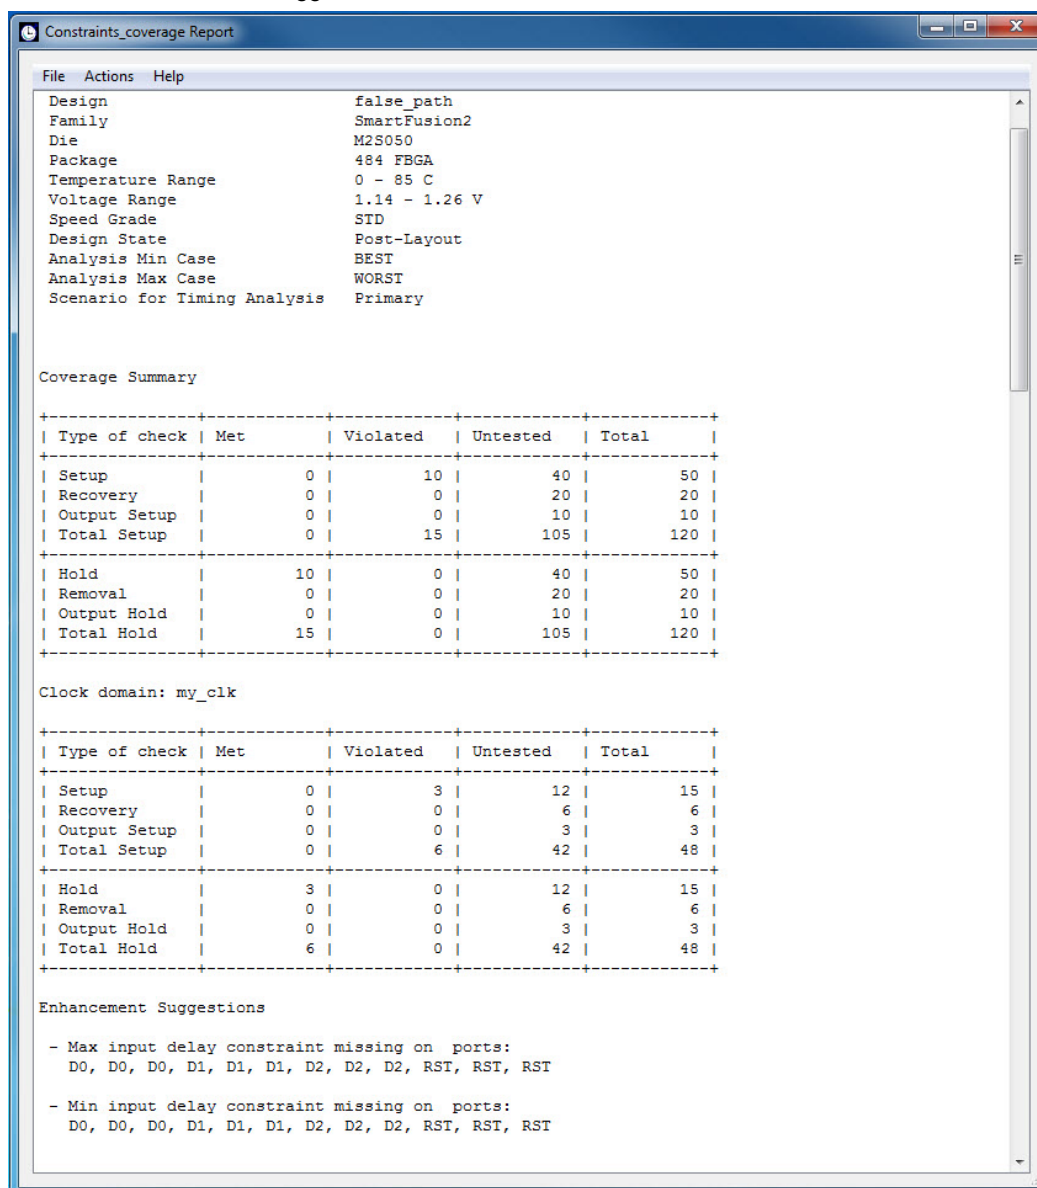 Constraints_coverage Report
File Actions Help
Design false_path
Family SmartFusion2
Die M2S050
Package 484 FBGA
Temperature Range 0 - 85 C
Voltage Range 1.14 - 1.26 V
Speed Grade STD
Design State Post-Layout
Analysis Min Case BEST
Analysis Max Case WORST
Scenario for Timing Analysis Primary
Coverage Summary
+---------------+------------+------------+------------+------------+
| Type of check | Met | Violated | Untested | Total |
+---------------+------------+------------+------------+------------+
| Setup | 0 | 10 | 40 | 50 |
| Recovery | 0 | 0 | 20 | 20 |
| Output Setup | 0 | 0 | 10 | 10 |
| Total Setup | 0 | 15 | 105 | 120 |
+---------------+------------+------------+------------+------------+
| Hold | 10 | 0 | 40 | 50 |
| Removal | 0 | 0 | 20 | 20 |
| Output Hold | 0 | 0 | 10 | 10 |
| Total Hold | 15 | 0 | 105 | 120 |
+---------------+------------+------------+------------+------------+
Clock domain: my_clk
+---------------+------------+------------+------------+------------+
| Type of check | Met | Violated | Untested | Total |
+---------------+------------+------------+------------+------------+
| Setup | 0 | 3 | 12 | 15 |
| Recovery | 0 | 0 | 6 | 6 |
| Output Setup | 0 | 0 | 3 | 3 |
| Total Setup | 0 | 6 | 42 | 48 |
+---------------+------------+------------+------------+------------+
| Hold | 3 | 0 | 12 | 15 |
| Removal | 0 | 0 | 6 | 6 |
| Output Hold | 0 | 0 | 3 | 3 |
| Total Hold | 6 | 0 | 42 | 48 |
+---------------+------------+------------+------------+------------+
Enhancement Suggestions
- Max input delay constraint missing on ports:
D0, D0, D0, D1, D1, D1, D2, D2, D2, RST, RST, RST
- Min input delay constraint missing on ports:
D0, D0, D0, D1, D1, D1, D2, D2, D2, RST, RST, RST